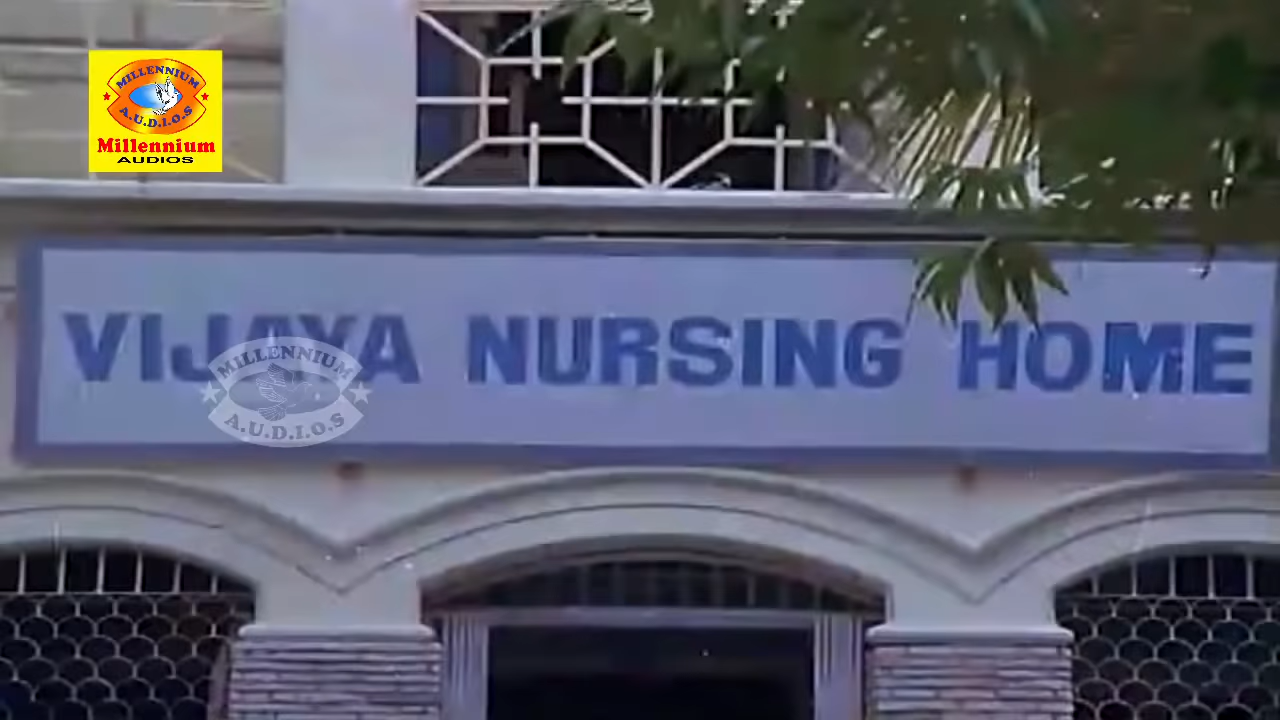 MILLENNIUM
A.U.D.I.O.S
Millennium
AUDIOS
VIJAYA NURSING HOME
MILLENNIUM
A.U.D.I.O.S